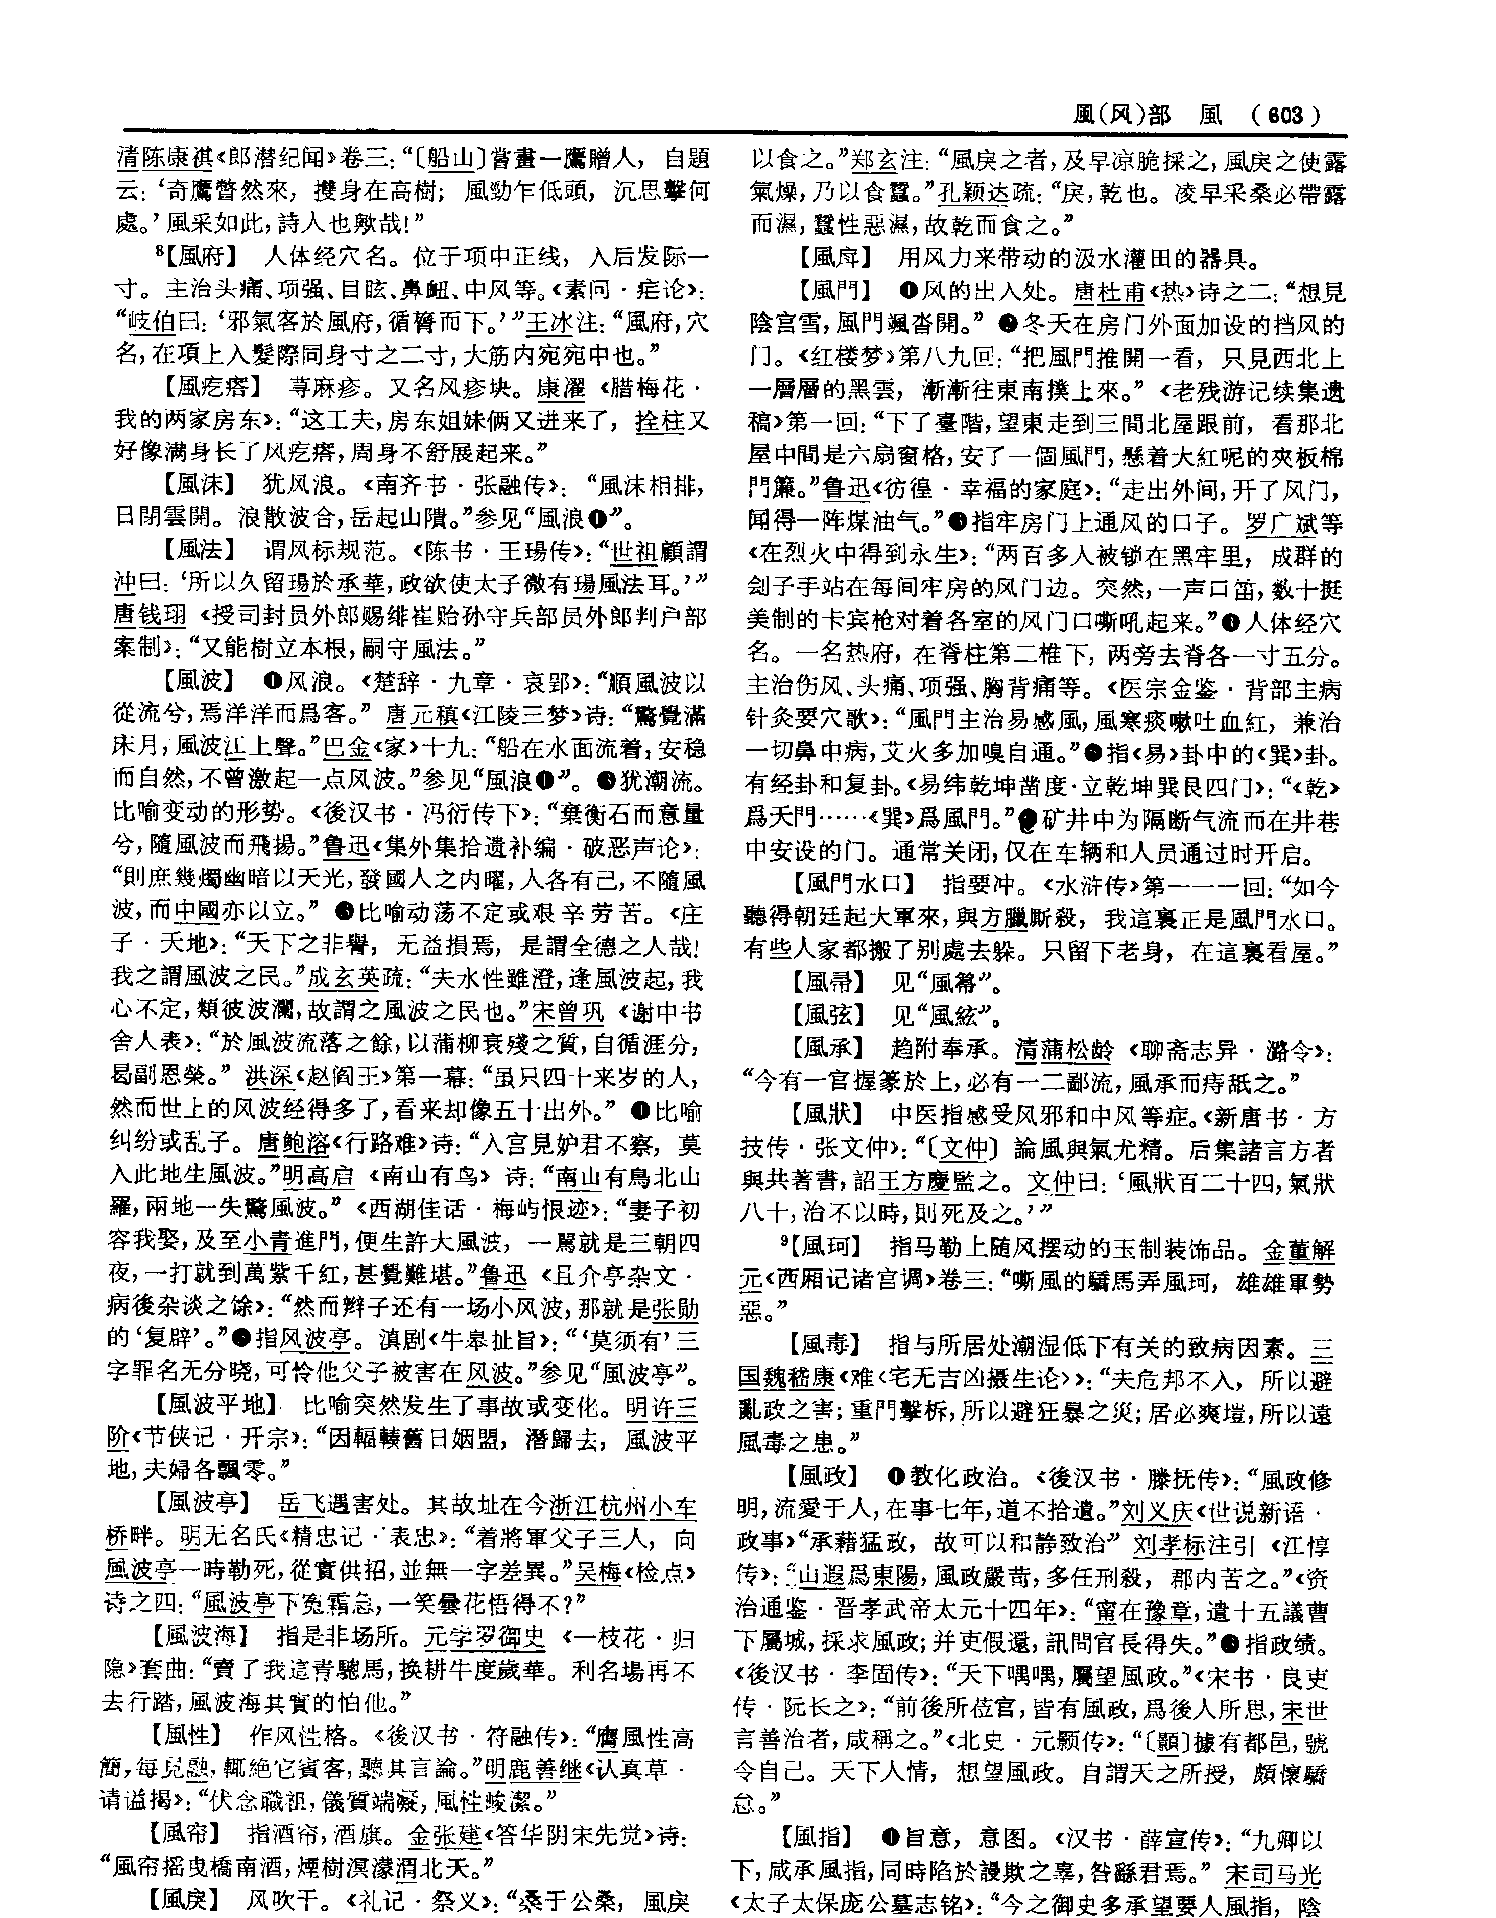 風(风)部　風　(603)
清陈康祺《郎潜纪闻》卷三:“〔船山〕嘗畫一鷹贈人，自題
云:‘奇鷹瞥然來，攫身在高樹；風勁乍低頭，沉思擊何
處。’風采如此,詩人也歟哉!”
⁸【風府】　人体经穴名。位于项中正线，入后发际一
寸。主治头痛、项强、目眩、鼻衄、中风等。《素问·疟论》:
“岐伯曰:‘邪氣客於風府,循膂而下。’”王冰注:“風府,穴
名,在項上入髮際同身寸之二寸,大筋内宛宛中也。”
【風疙瘩】　荨麻疹。又名风疹块。康濯《腊梅花·
我的两家房东》:“这工夫,房东姐妹俩又进来了，拴柱又
好像满身长了风疙瘩,周身不舒展起来。”
【風沫】　犹风浪。《南齐书·张融传》:“風沫相排,
日閉雲開。浪散波合,岳起山隤。”参见“風浪❶”。
【風法】　谓风标规范。《陈书·王瑒传》:“世祖顧謂
沖曰:‘所以久留瑒於承華,政欲使太子微有瑒風法耳。’”
唐钱珝《授司封员外郎赐绯崔贻孙守兵部员外郎判户部
案制》:“又能樹立本根,嗣守風法。”
【風波】　❶风浪。《楚辞·九章·哀郢》:“順風波以
從流兮,焉洋洋而爲客。”唐元稹《江陵三梦》诗:“驚覺滿
床月,風波江上聲。”巴金《家》十九:“船在水面流着,安稳
而自然,不曾激起一点风波。”参见“風浪❶”。❷犹潮流。
比喻变动的形势。《後汉书·冯衍传下》:“棄衡石而意量
兮,隨風波而飛揚。”鲁迅《集外集拾遗补编·破恶声论》:
“則庶幾燭幽暗以天光,發國人之内曜,人各有己,不隨風
波,而中國亦以立。”❸比喻动荡不定或艰辛劳苦。《庄
子·天地》:“天下之非譽，无益損焉，是謂全德之人哉!
我之謂風波之民。”成玄英疏:“夫水性雖澄,逢風波起,我
心不定,類彼波瀾,故謂之風波之民也。”宋曾巩《谢中书
舍人表》:“於風波流落之餘,以蒲柳衰殘之質,自循涯分,
曷副恩榮。”洪深《赵阎王》第一幕:“虽只四十来岁的人,
然而世上的风波经得多了,看来却像五十出外。”❹比喻
纠纷或乱子。唐鲍溶《行路难》诗:“入宫見妒君不察，莫
入此地生風波。”明高启《南山有鸟》诗:“南山有鳥北山
羅,兩地一失驚風波。”《西湖佳话·梅屿恨迹》:“妻子初
容我娶,及至小青進門,便生許大風波，一駡就是三朝四
夜,一打就到萬紫千紅,甚覺難堪。”鲁迅《且介亭杂文·
病後杂谈之馀》:“然而辫子还有一场小风波,那就是张勋
的‘复辟’。”❺指风波亭。滇剧《牛皋扯旨》:“‘莫须有’三
字罪名无分晓,可怜他父子被害在风波。”参见“風波亭”。
【風波平地】　比喻突然发生了事故或变化。明许三
阶《节侠记·开宗》:“因輻輳舊日姻盟，潛歸去，風波平
地,夫婦各飄零。”
【風波亭】　岳飞遇害处。其故址在今浙江杭州小车
桥畔。明无名氏《精忠记·表忠》:“着將軍父子三人，向
風波亭一時勒死,從實供招,並無一字差異。”吴梅《检点》
诗之四:“風波亭下冤霜急,一笑曇花悟得不?”
【風波海】　指是非场所。元孛罗御史《一枝花·归
隐》套曲:“賣了我這青驄馬,换耕牛度歲華。利名場再不
去行踏,風波海其實的怕他。”
【風性】　作风性格。《後汉书·符融传》:“膺風性高
簡,每見融,輒絶它賓客,聽其言論。”明鹿善继《认真草·
请谥揭》:“伏念職祖,儀質端凝,風性峻潔。”
【風帘】　指酒帘,酒旗。金张建《答华阴宋先觉》诗:
“風帘摇曳橋南酒,煙樹溟濛渭北天。”
【風戾】　风吹干。《礼记·祭义》:“桑于公桑，風戾
以食之。”郑玄注:“風戾之者,及早凉脆採之,風戾之使露
氣燥,乃以食蠶。”孔颖达疏:“戾,乾也。凌早采桑必帶露
而濕,蠶性惡濕,故乾而食之。”
【風戽】　用风力来带动的汲水灌田的器具。
【風門】　❶风的出入处。唐杜甫《热》诗之二:“想見
陰宫雪,風門颯沓開。”❷冬天在房门外面加设的挡风的
门。《红楼梦》第八九回:“把風門推開一看，只見西北上
一層層的黑雲，漸漸往東南撲上來。”《老残游记续集遗
稿》第一回:“下了臺階,望東走到三間北屋跟前，看那北
屋中間是六扇窗格,安了一個風門,懸着大紅呢的夾板棉
門簾。”鲁迅《彷徨·幸福的家庭》:“走出外间,开了风门,
闻得一阵煤油气。”❸指牢房门上通风的口子。罗广斌等
《在烈火中得到永生》:“两百多人被锁在黑牢里，成群的
刽子手站在每间牢房的风门边。突然,一声口笛,数十挺
美制的卡宾枪对着各室的风门口嘶吼起来。”❹人体经穴
名。一名热府，在脊柱第二椎下，两旁去脊各一寸五分。
主治伤风、头痛、项强、胸背痛等。《医宗金鉴·背部主病
针灸要穴歌》:“風門主治易感風,風寒痰嗽吐血紅，兼治
一切鼻中病,艾火多加嗅自通。”❺指《易》卦中的《巽》卦。
有经卦和复卦。《易纬乾坤凿度·立乾坤巽艮四门》:“《乾》
爲天門……《巽》爲風門。”❻矿井中为隔断气流而在井巷
中安设的门。通常关闭,仅在车辆和人员通过时开启。
【風門水口】　指要冲。《水浒传》第一一一回:“如今
聽得朝廷起大軍來,與方臘厮殺，我這裏正是風門水口。
有些人家都搬了别處去躲。只留下老身，在這裏看屋。”
【風帚】　见“風箒”。
【風弦】　见“風絃”。
【風承】　趋附奉承。清蒲松龄《聊斋志异·潞令》:
“今有一官握篆於上,必有一二鄙流,風承而痔舐之。”
【風狀】　中医指感受风邪和中风等症。《新唐书·方
技传·张文仲》:“〔文仲〕論風與氣尤精。后集諸言方者
與共著書,詔王方慶監之。文仲曰:‘風狀百二十四,氣狀
八十,治不以時,則死及之。’”
⁹【風珂】　指马勒上随风摆动的玉制装饰品。金董解
元《西厢记诸宫调》卷三:“嘶風的驕馬弄風珂，雄雄軍勢
惡。”
【風毒】　指与所居处潮湿低下有关的致病因素。三
国魏嵇康《难〈宅无吉凶摄生论〉》:“夫危邦不入，所以避
亂政之害;重門擊柝,所以避狂暴之災;居必爽塏,所以遠
風毒之患。”
【風政】　❶教化政治。《後汉书·滕抚传》:“風政修
明,流愛于人,在事七年,道不拾遺。”刘义庆《世说新语·
政事》“承藉猛政，故可以和静致治”刘孝标注引《江惇
传》:“山遐爲東陽,風政嚴苛,多任刑殺，郡内苦之。”《资
治通鉴·晋孝武帝太元十四年》:“甯在豫章,遣十五議曹
下屬城,採求風政;并吏假還,訊問官長得失。”❷指政绩。
《後汉书·李固传》:“天下喁喁,屬望風政。”《宋书·良吏
传·阮长之》:“前後所莅官,皆有風政,爲後人所思,宋世
言善治者,咸稱之。”《北史·元颢传》:“〔顥〕據有都邑,號
令自己。天下人情，想望風政。自謂天之所授，頗懷驕
怠。”
【風指】　❶旨意，意图。《汉书·薛宣传》:“九卿以
下,咸承風指,同時陷於謾欺之辜,咎繇君焉。”宋司马光
《太子太保庞公墓志铭》:“今之御史多承望要人風指，陰